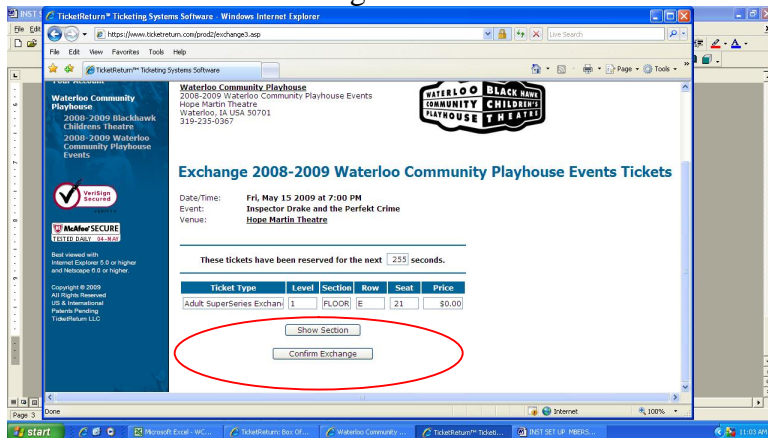 INST S
TicketReturn™ Ticketing Systems Software - Windows Internet Explorer
File Edit
https://www.ticketreturn.com/prod2/exchange3.asp
Live Search
File Edit View Favorites Tools Help
TicketReturn™ Ticketing Systems Software
Page Tools
Your Account
Waterloo Community
Playhouse
2008-2009 Blackhawk
Childrens Theatre
2008-2009 Waterloo
Community Playhouse
Events
VeriSign
Secured
McAfee SECURE
TESTED DAILY 04-MAY
Best viewed with
Internet Explorer 5.0 or higher
and Netscape 6.0 or higher.
Copyright © 2009
All Rights Reserved
US & International
Patents Pending
TicketReturn LLC
Waterloo Community Playhouse
2008-2009 Waterloo Community Playhouse Events
Hope Martin Theatre
Waterloo, IA USA 50701
319-235-0367
WATERLOO BLACK HAWK
COMMUNITY CHILDREN'S
PLAYHOUSE THEATRE
Exchange 2008-2009 Waterloo Community Playhouse Events Tickets
Date/Time: Fri, May 15 2009 at 7:00 PM
Event: Inspector Drake and the Perfekt Crime
Venue: Hope Martin Theatre
These tickets have been reserved for the next 255 seconds.
Ticket Type Level Section Row Seat Price
Adult SuperSeries Exchan 1 FLOOR E 21 $0.00
Show Section
Confirm Exchange
Done
Internet
100%
Page 3
start
Microsoft Excel - WC...
TicketReturn: Box Of...
Waterloo Community ...
TicketReturn™ Ticketi...
INST SET UP MBERS...
11:03 AM